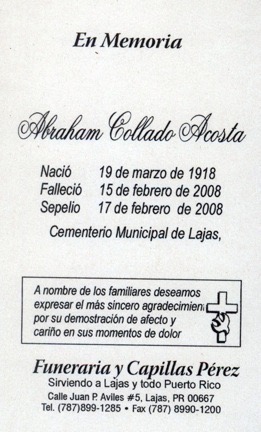 En Memoria
Abraham Collado Acosta
Nació 19 de marzo de 1918
Falleció 15 de febrero de 2008
Sepelio 17 de febrero de 2008
Cementerio Municipal de Lajas,
A nombre de los familiares deseamos
expresar el màs sincero agradecimien
por su demostración de afecto y
cariño en sus momentos de dolor
Funeraria y Capillas Pérez
Sirviendo a Lajas y todo Puerto Rico
Calle Juan P. Aviles #5, Lajas, PR 00667
Tel. (787)899-1285 • Fax (787) 8990-1200